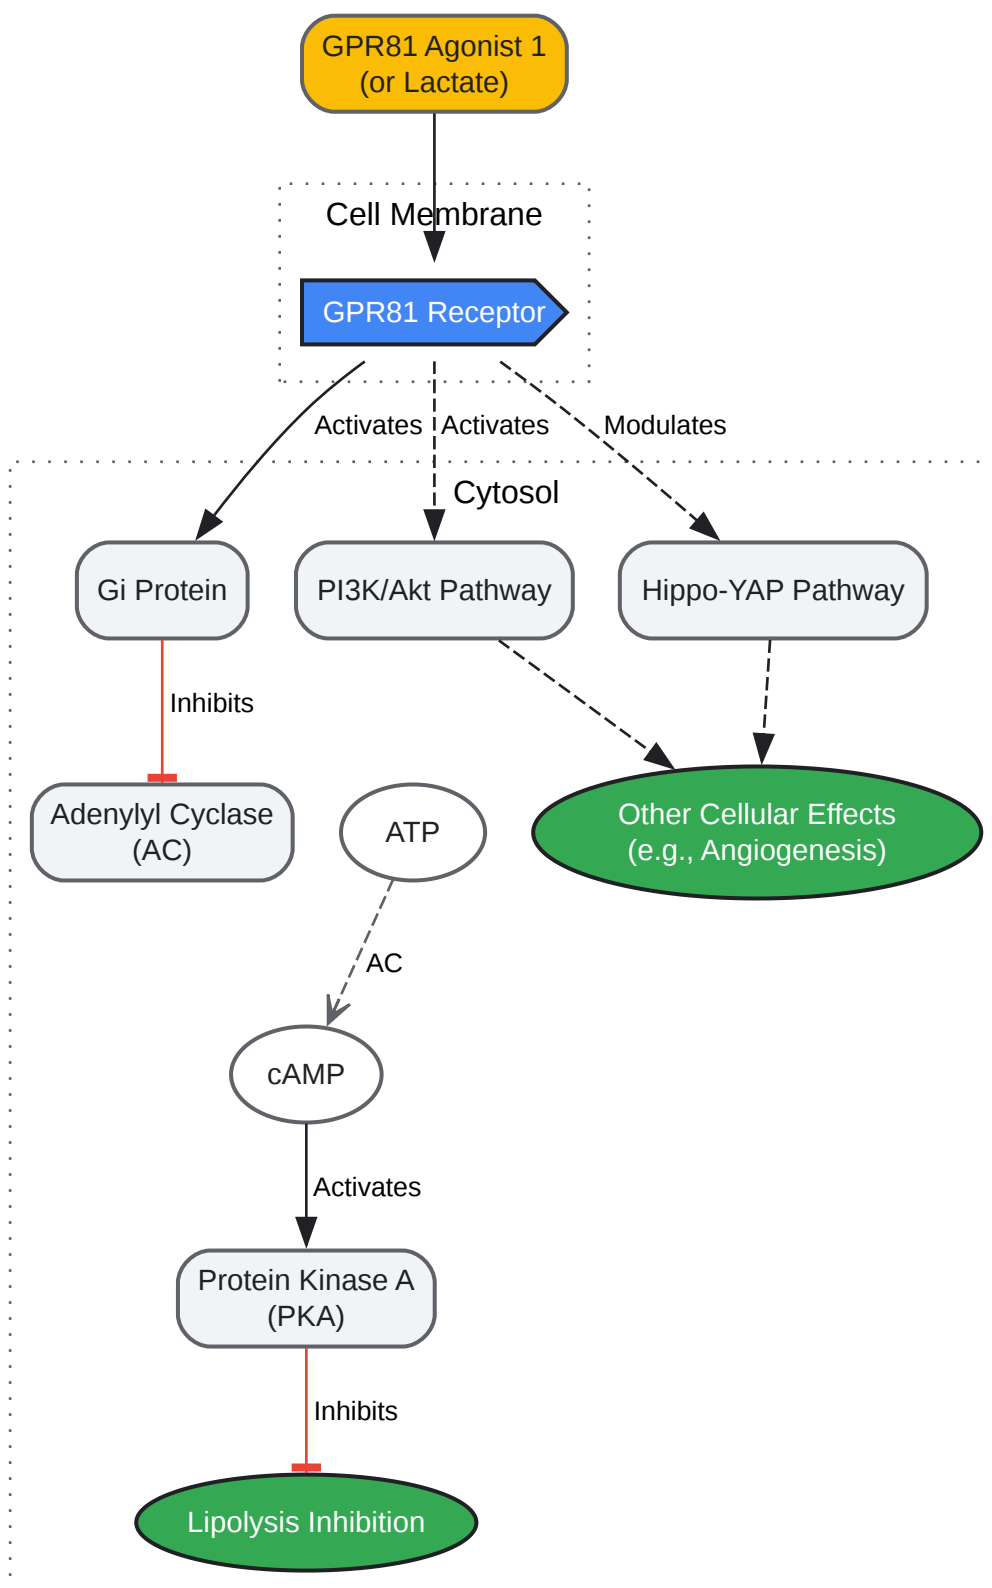 GPR81 Agonist 1
(or Lactate)
Cell Membrane
GPR81 Receptor
Activates
Activates
Modulates
Cytosol
Gi Protein
PI3K/Akt Pathway
Hippo-YAP Pathway
Inhibits
Adenylyl Cyclase
(AC)
ATP
Other Cellular Effects
(e.g., Angiogenesis)
AC
cAMP
Activates
Protein Kinase A
(PKA)
Inhibits
Lipolysis Inhibition